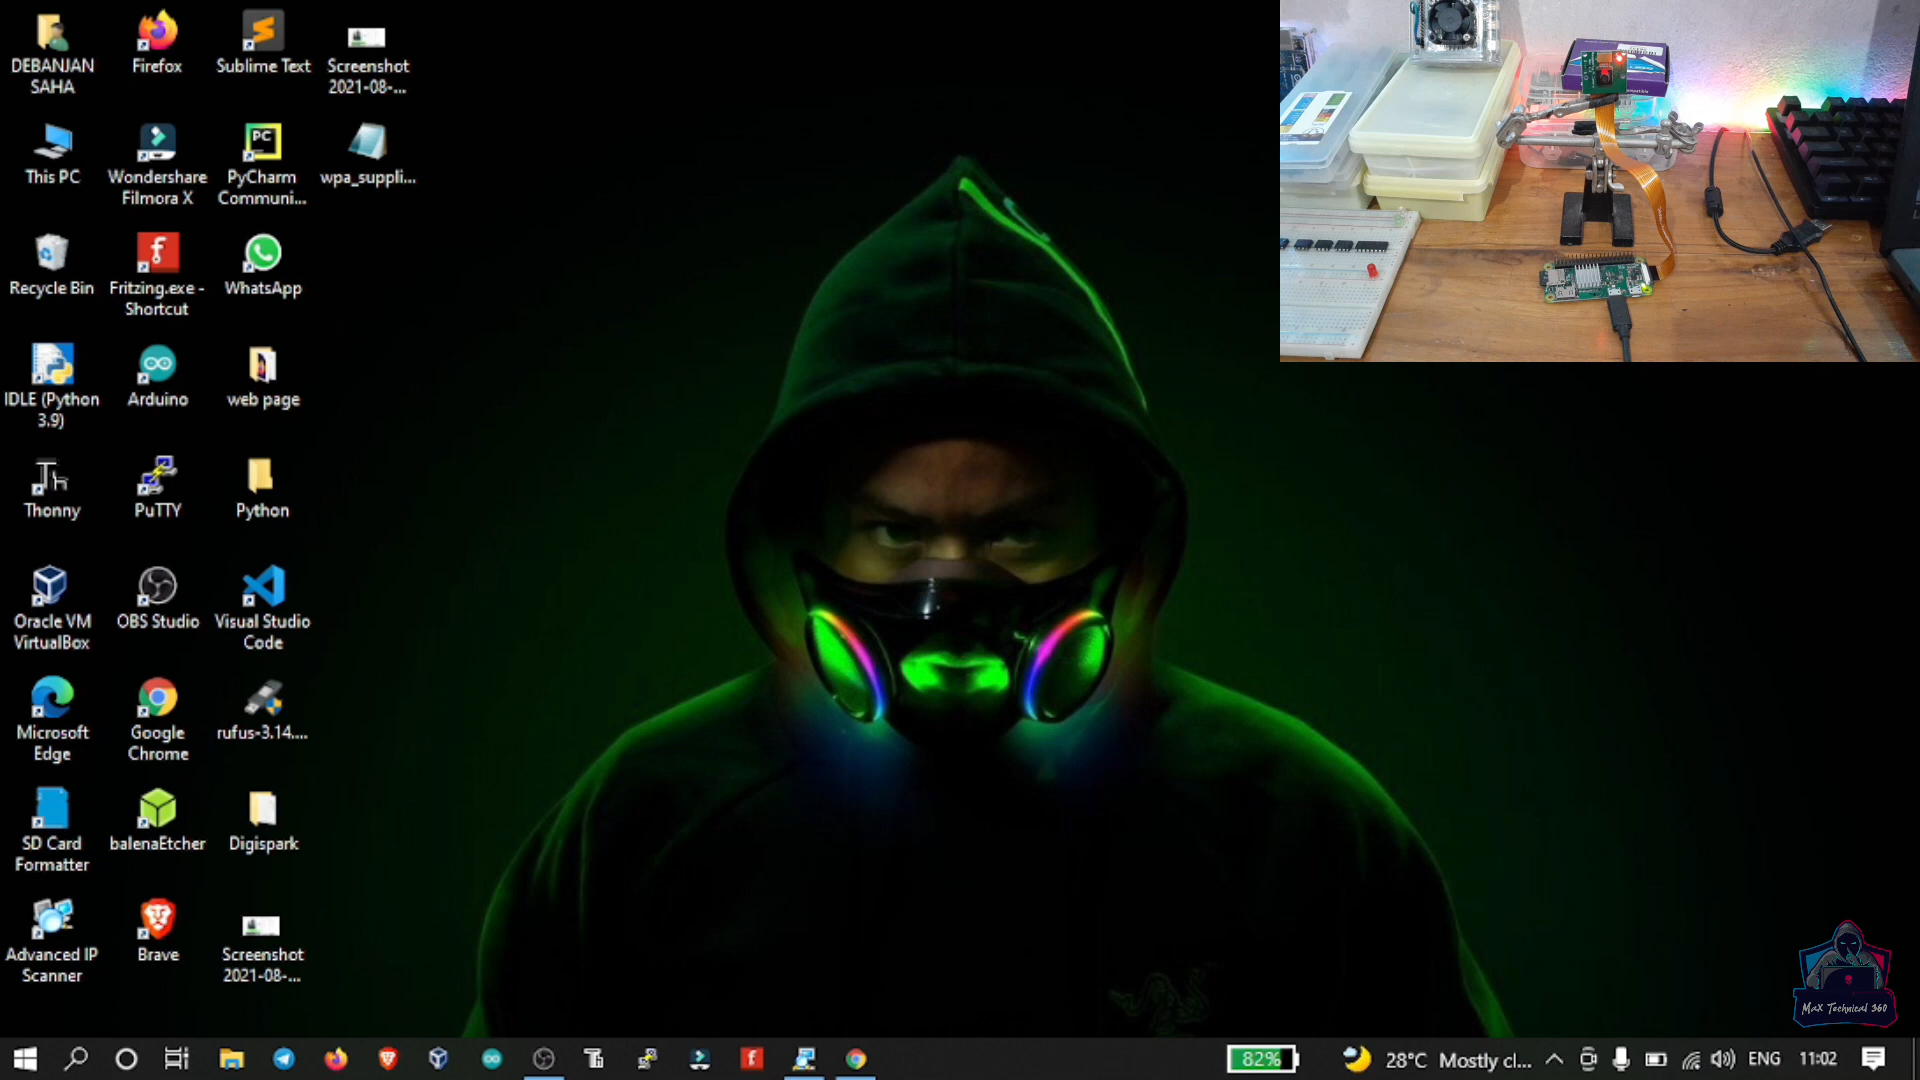 DEBANJAN
SAHA
Firefox
Sublime Text
Screenshot
2021-08-...
This PC
Wondershare
Filmora X
PyCharm
Communi...
wpa_suppli...
Recycle Bin
Fritzing.exe -
Shortcut
WhatsApp
IDLE (Python
3.9)
Arduino
web page
Thonny
PuTTY
Python
Oracle VM
VirtualBox
OBS Studio
Visual Studio
Code
Microsoft
Edge
Google
Chrome
rufus-3.14....
SD Card
Formatter
balenaEtcher
Digispark
Advanced IP
Scanner
Brave
Screenshot
2021-08-...
MaX Technical 360
82%
28°C Mostly cl...
ENG
11:02